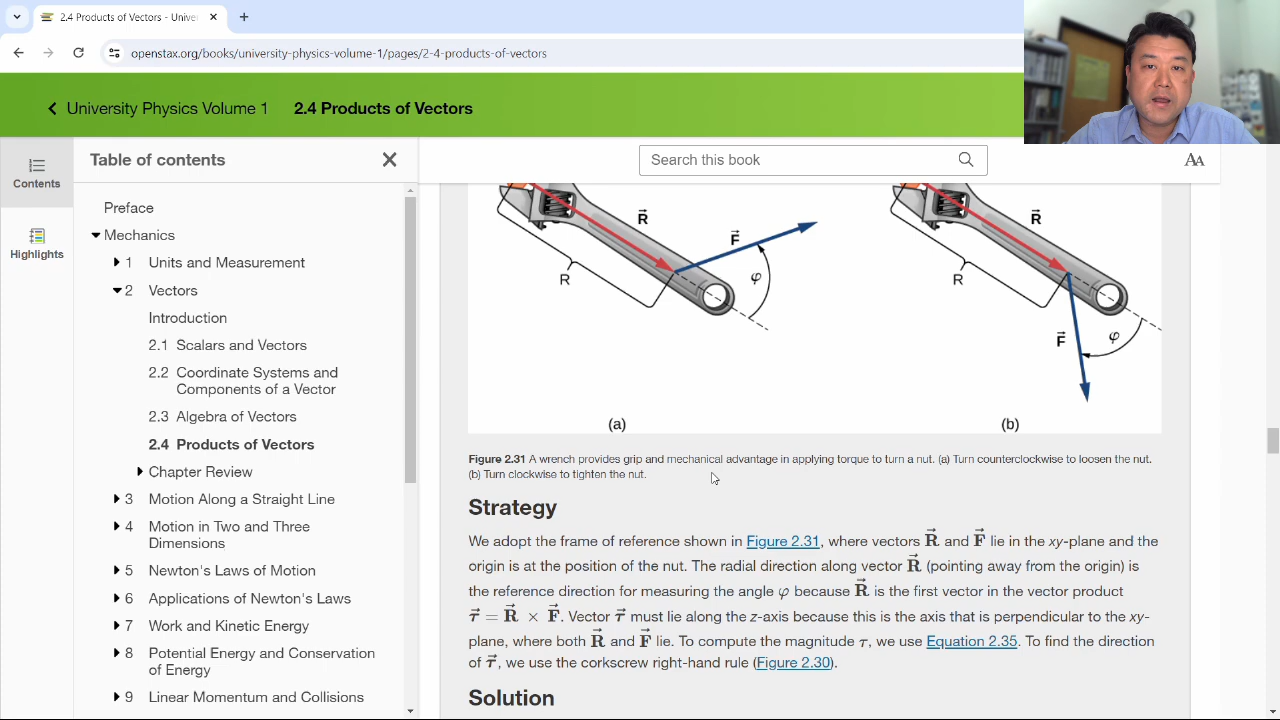 2.4 Products of Vectors - Unive
openstax.org/books/university-physics-volume-1/pages/2-4-products-of-vectors
University Physics Volume 1
2.4 Products of Vectors
Contents
Highlights
Table of contents
Preface
Mechanics
1 Units and Measurement
2 Vectors
Introduction
2.1 Scalars and Vectors
2.2 Coordinate Systems and
Components of a Vector
2.3 Algebra of Vectors
2.4 Products of Vectors
Chapter Review
3 Motion Along a Straight Line
4 Motion in Two and Three
Dimensions
5 Newton's Laws of Motion
6 Applications of Newton's Laws
7 Work and Kinetic Energy
8 Potential Energy and Conservation
of Energy
9 Linear Momentum and Collisions
Search this book
AA
R⃗
F⃗
φ
R
(a)
R⃗
F⃗
φ
R
(b)
Figure 2.31 A wrench provides grip and mechanical advantage in applying torque to turn a nut. (a) Turn counterclockwise to loosen the nut.
(b) Turn clockwise to tighten the nut.
Strategy
We adopt the frame of reference shown in Figure 2.31, where vectors R⃗ and F⃗ lie in the xy-plane and the
origin is at the position of the nut. The radial direction along vector R⃗ (pointing away from the origin) is
the reference direction for measuring the angle φ because R⃗ is the first vector in the vector product
τ⃗ = R⃗ × F⃗. Vector τ⃗ must lie along the z-axis because this is the axis that is perpendicular to the xy-
plane, where both R⃗ and F⃗ lie. To compute the magnitude τ, we use Equation 2.35. To find the direction
of τ⃗, we use the corkscrew right-hand rule (Figure 2.30).
Solution